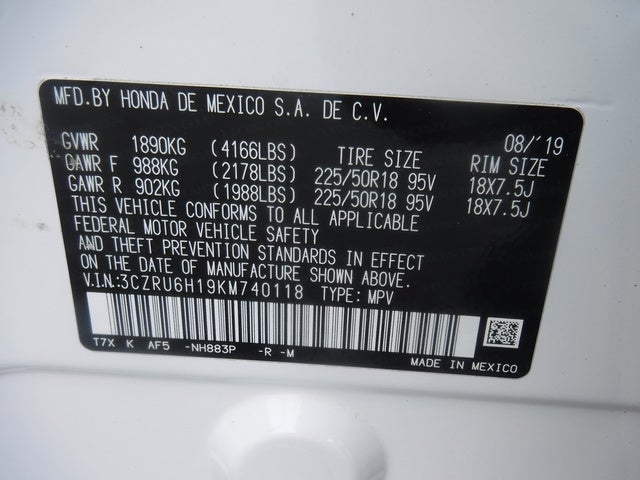 MFD.BY HONDA DE MEXICO S.A. DE C.V.
08/'19
GVWR 1890KG (4166LBS) TIRE SIZE RIM SIZE
GAWR F 988KG (2178LBS) 225/50R18 95V 18X7.5J
GAWR R 902KG (1988LBS) 225/50R18 95V 18X7.5J
THIS VEHICLE CONFORMS TO ALL APPLICABLE
FEDERAL MOTOR VEHICLE SAFETY
AND THEFT PREVENTION STANDARDS IN EFFECT
ON THE DATE OF MANUFACTURE SHOWN ABOVE.
V.I.N:3CZRU6H19KM740118 TYPE: MPV
T7X K AF5 -NH883P -R -M
MADE IN MEXICO